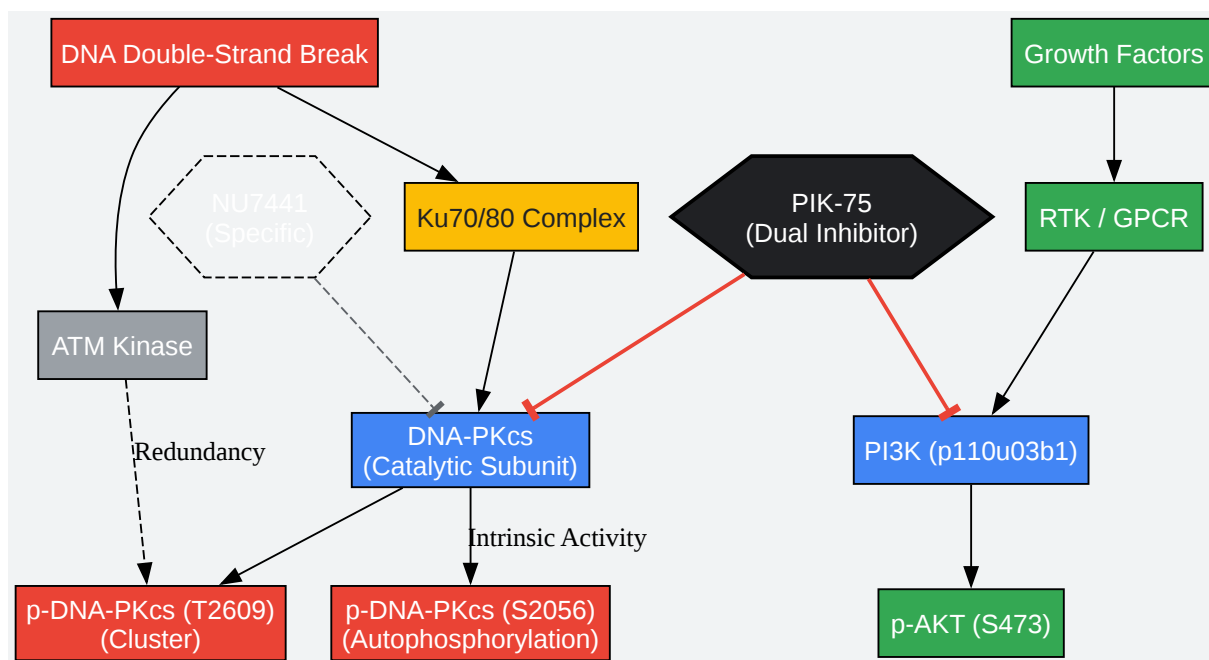 DNA Double-Strand Break
Growth Factors
NU7441
(Specific)
Ku70/80 Complex
PIK-75
(Dual Inhibitor)
RTK / GPCR
ATM Kinase
Redundancy
DNA-PKcs
(Catalytic Subunit)
PI3K (p110u03b1)
Intrinsic Activity
p-DNA-PKcs (T2609)
(Cluster)
p-DNA-PKcs (S2056)
(Autophosphorylation)
p-AKT (S473)